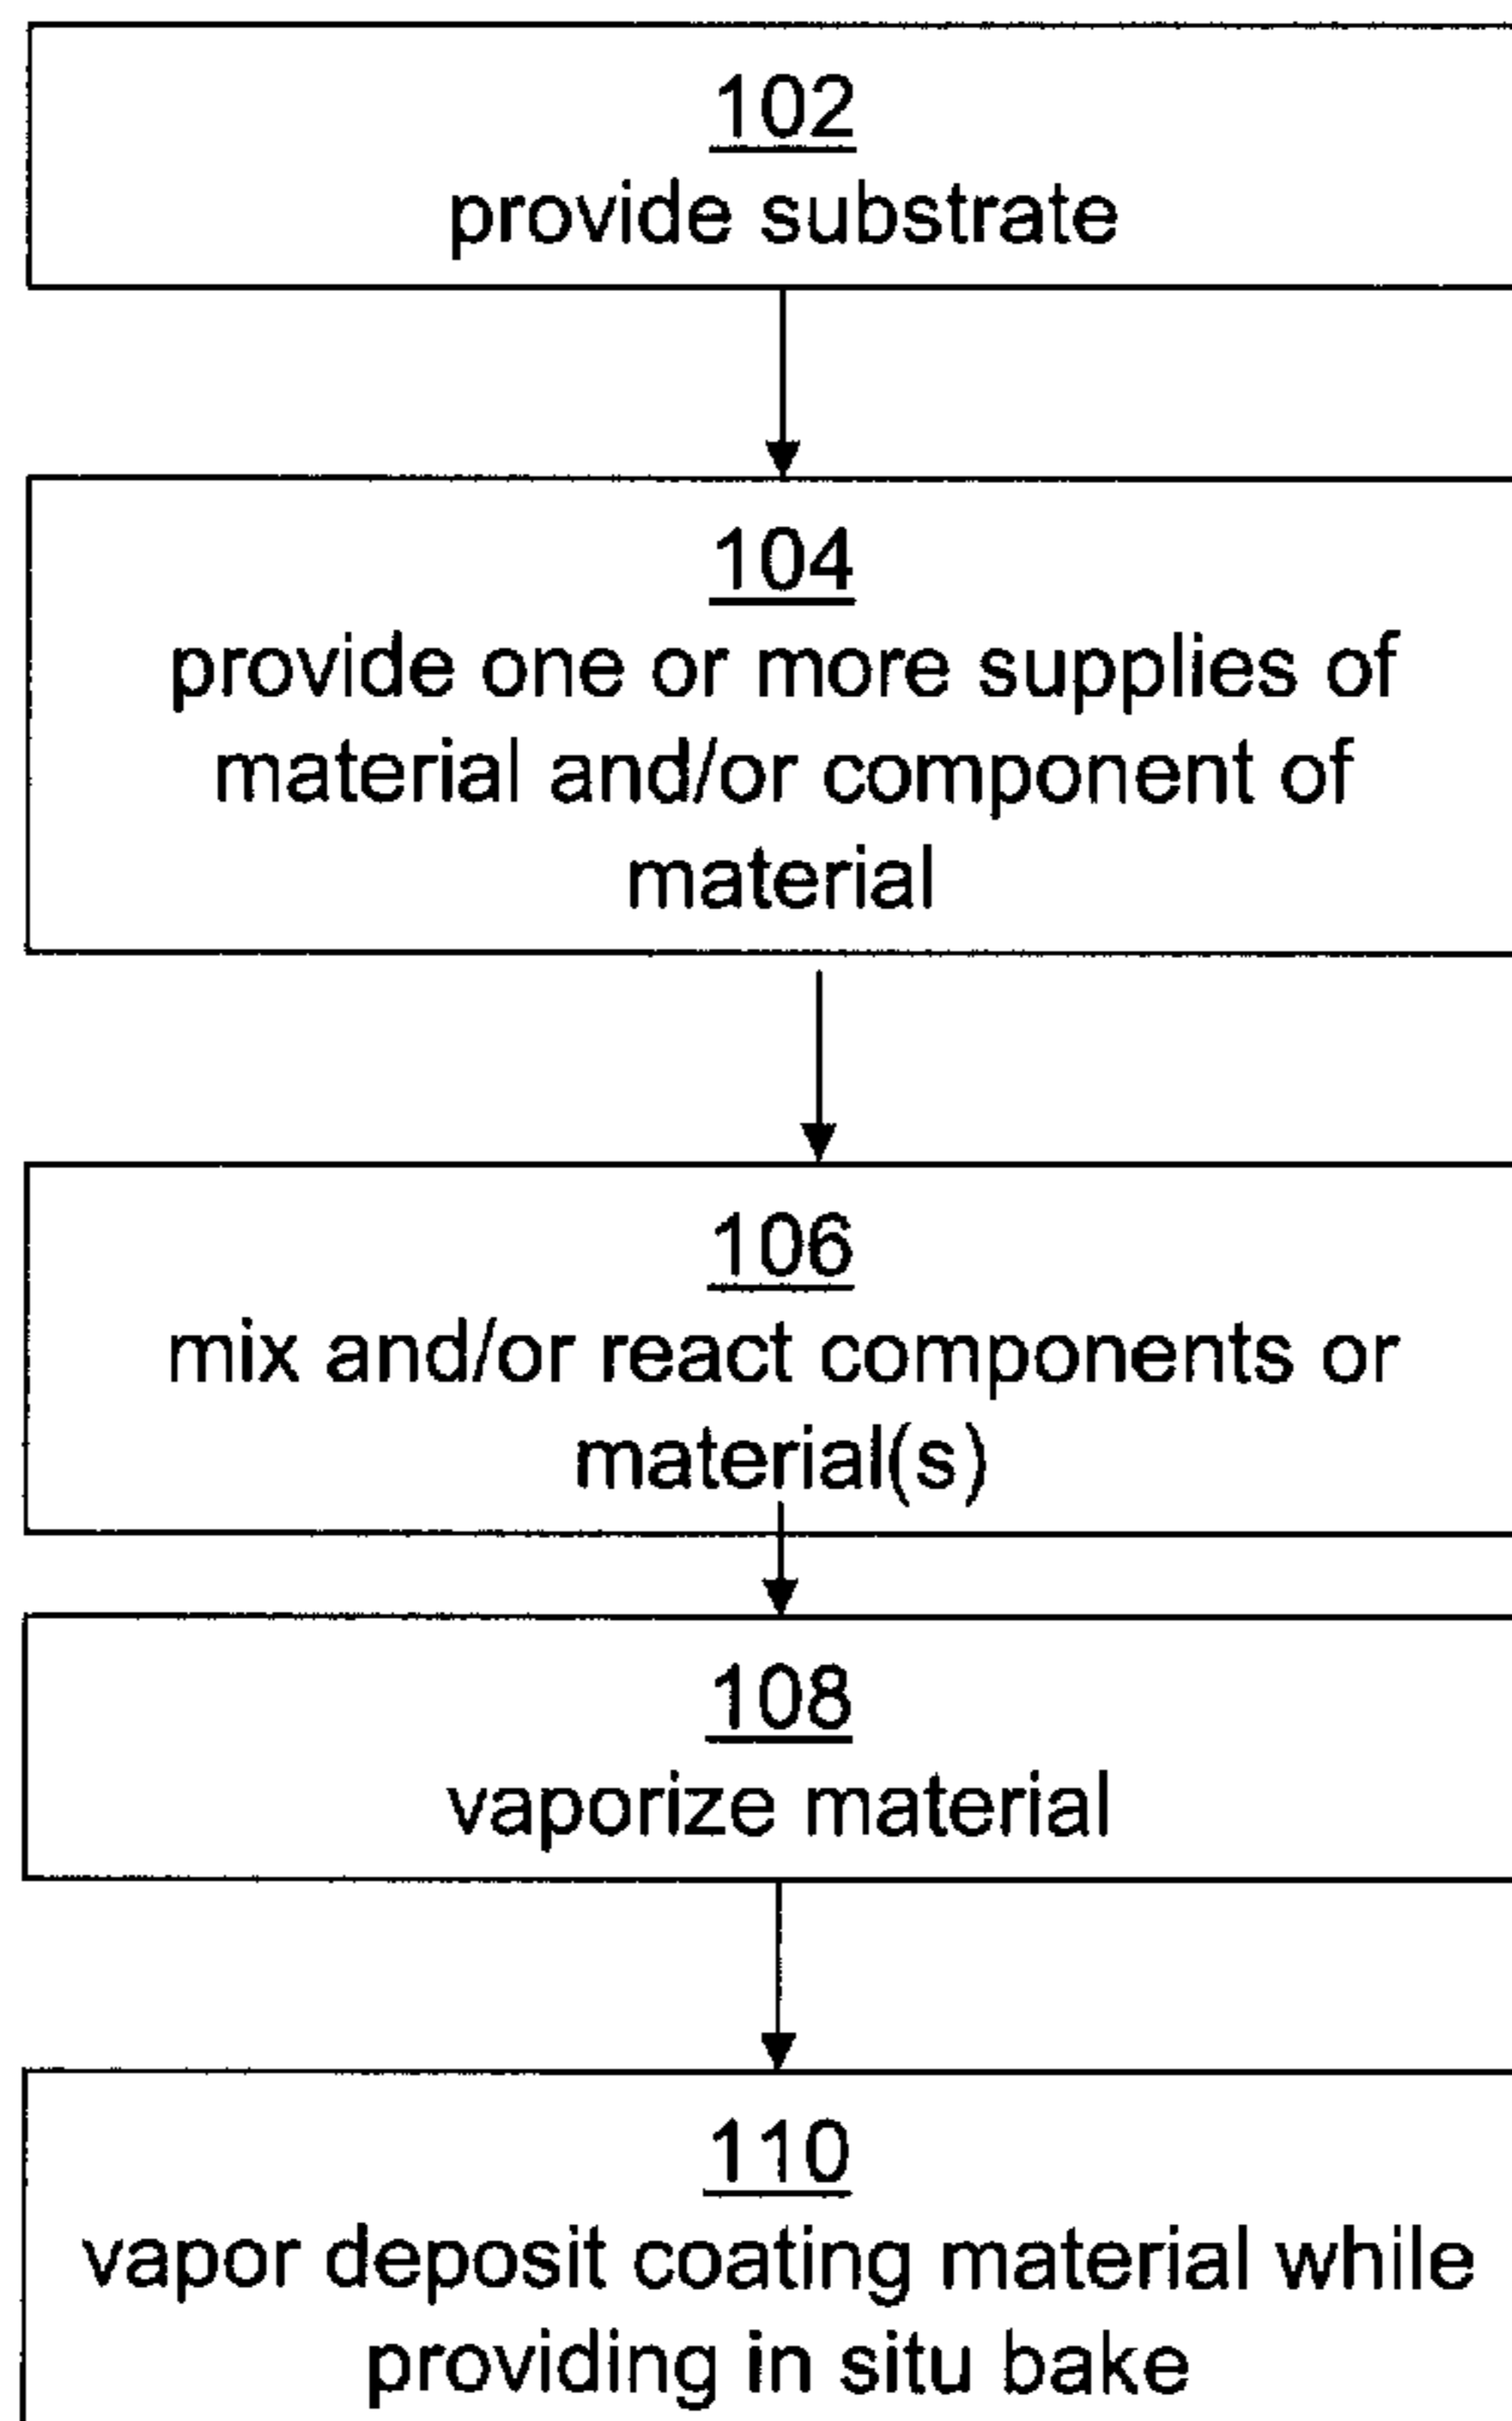 102
provide substrate
104
provide one or more supplies of
material and/or component of
material
106
mix and/or react components or
material(s)
108
vaporize material
110
vapor deposit coating material while
providing in situ bake